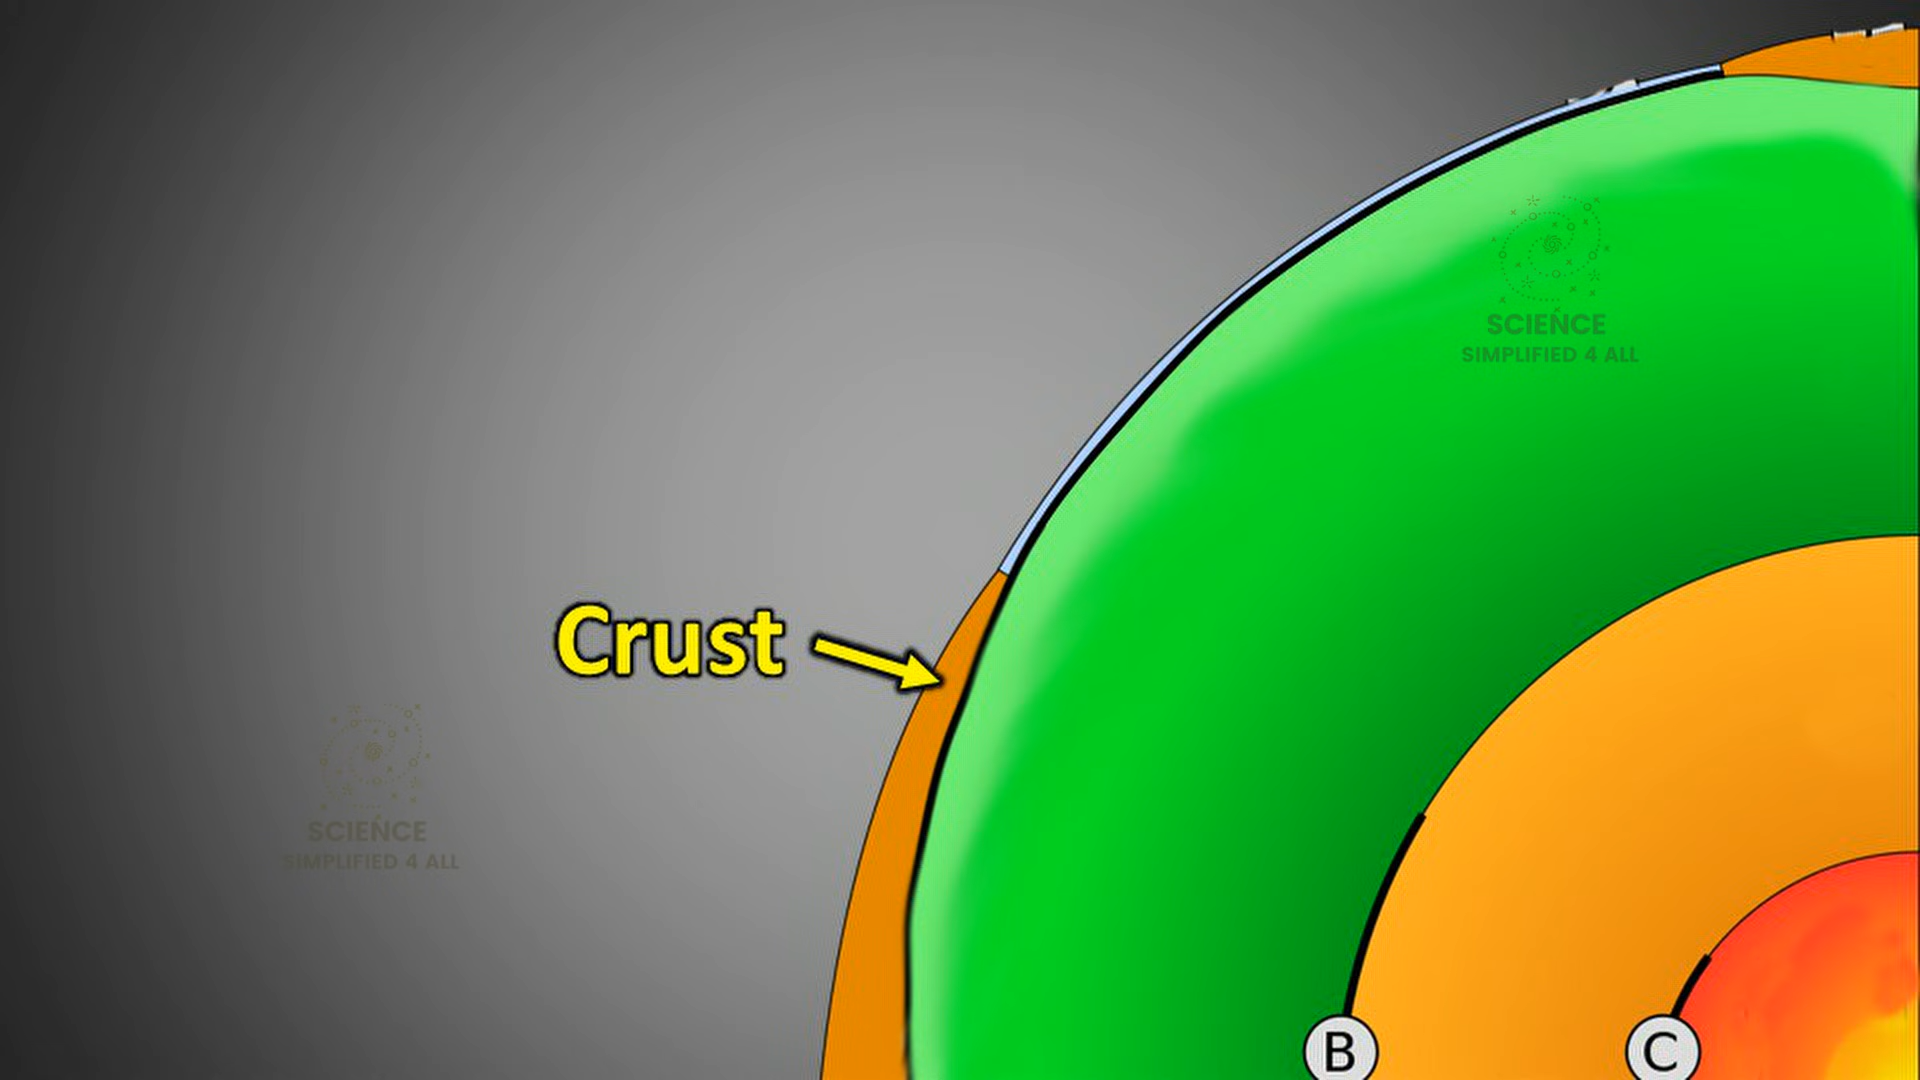 SCIENCE
SIMPLIFIED 4 ALL
Crust
SCIENCE
SIMPLIFIED 4 ALL
B
C